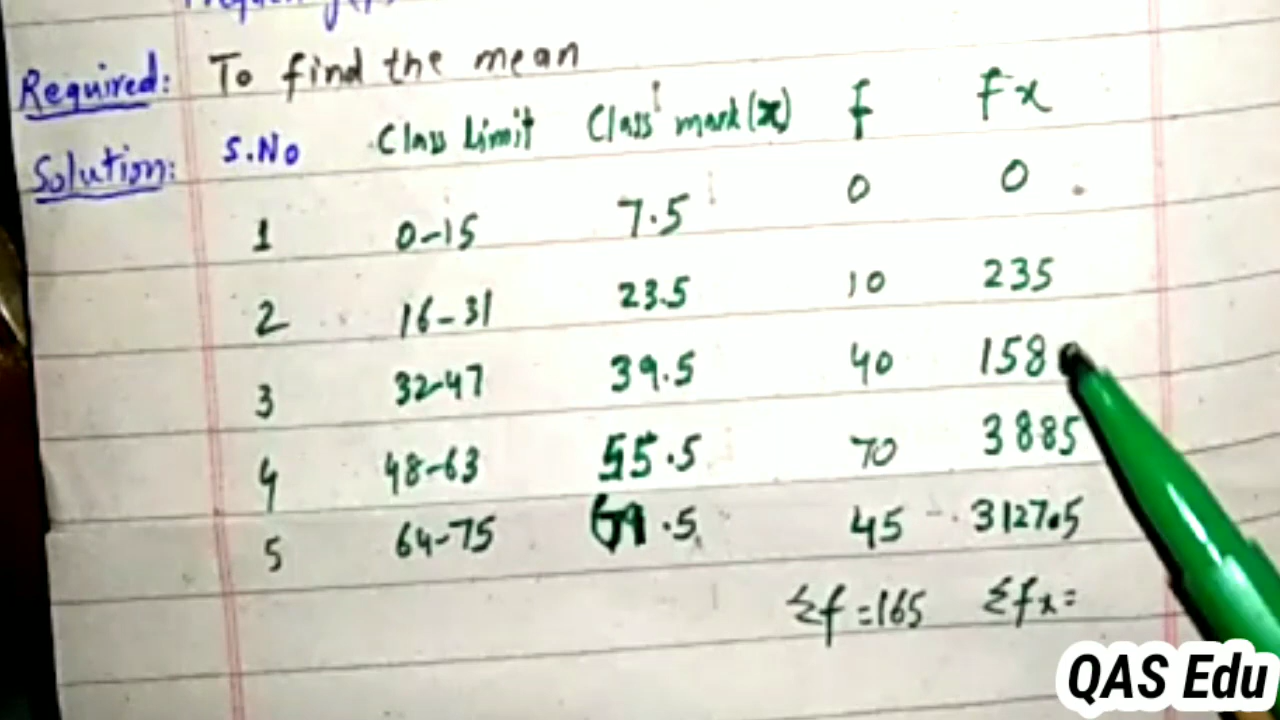 Required: To find the mean
Solution: S.No Class Limit Class mark (x) f fx
1 0-15 7.5 0 0
2 16-31 23.5 10 235
3 32-47 39.5 40 158
4 48-63 55.5 70 3885
5 64-75 69.5 45 3127.5
Σf =165 Σfx=
QAS Edu